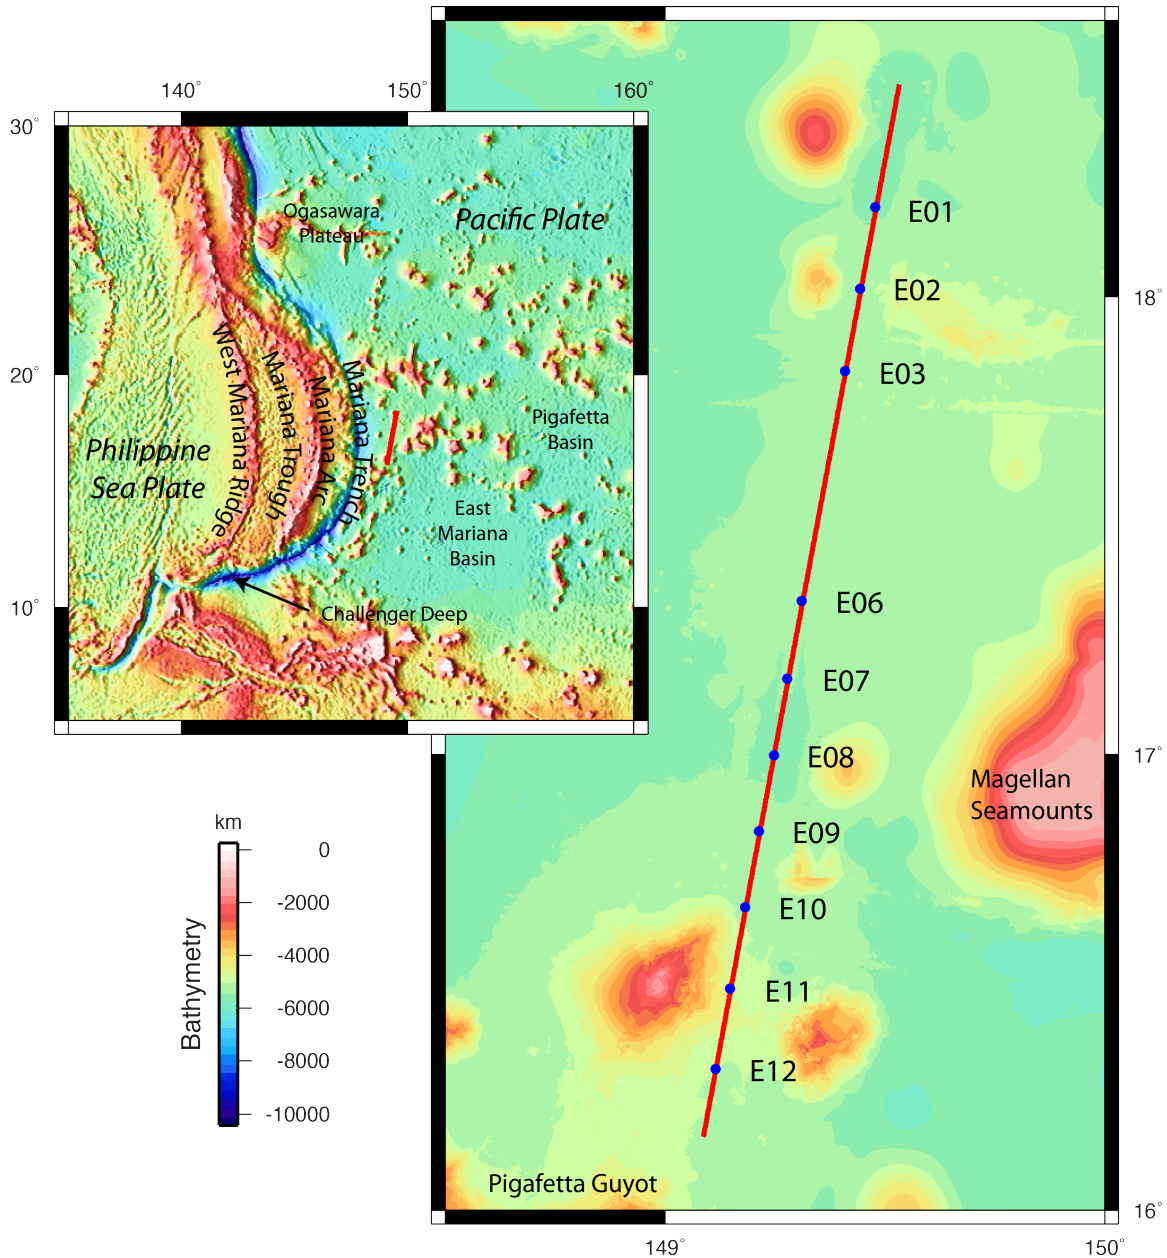 140°
150°
160°
30°
20°
10°
Ogasawara
Plateau
Pacific Plate
West Mariana Ridge
Mariana Trough
Mariana Arc
Mariana Trench
Philippine
Sea Plate
Pigafetta
Basin
East
Mariana
Basin
Challenger Deep
E01
E02
18°
E03
E06
E07
17°
E08
Magellan
Seamounts
E09
E10
E11
E12
Pigafetta Guyot
16°
149°
150°
km
0
-2000
-4000
-6000
-8000
-10000
Bathymetry